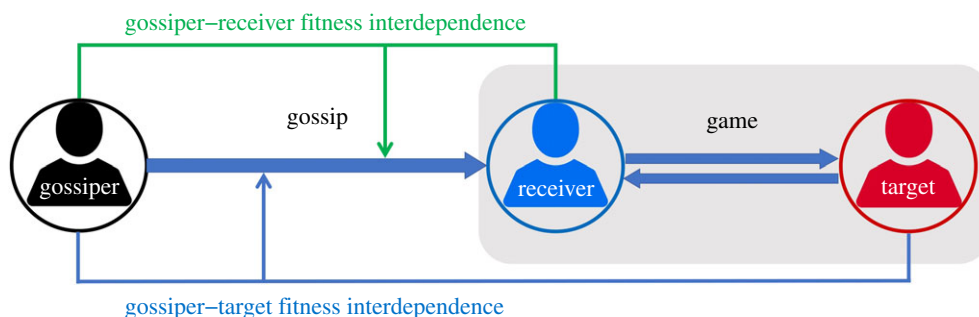 gossiper–receiver fitness interdependence
gossip
game
gossiper
receiver
target
gossiper–target fitness interdependence